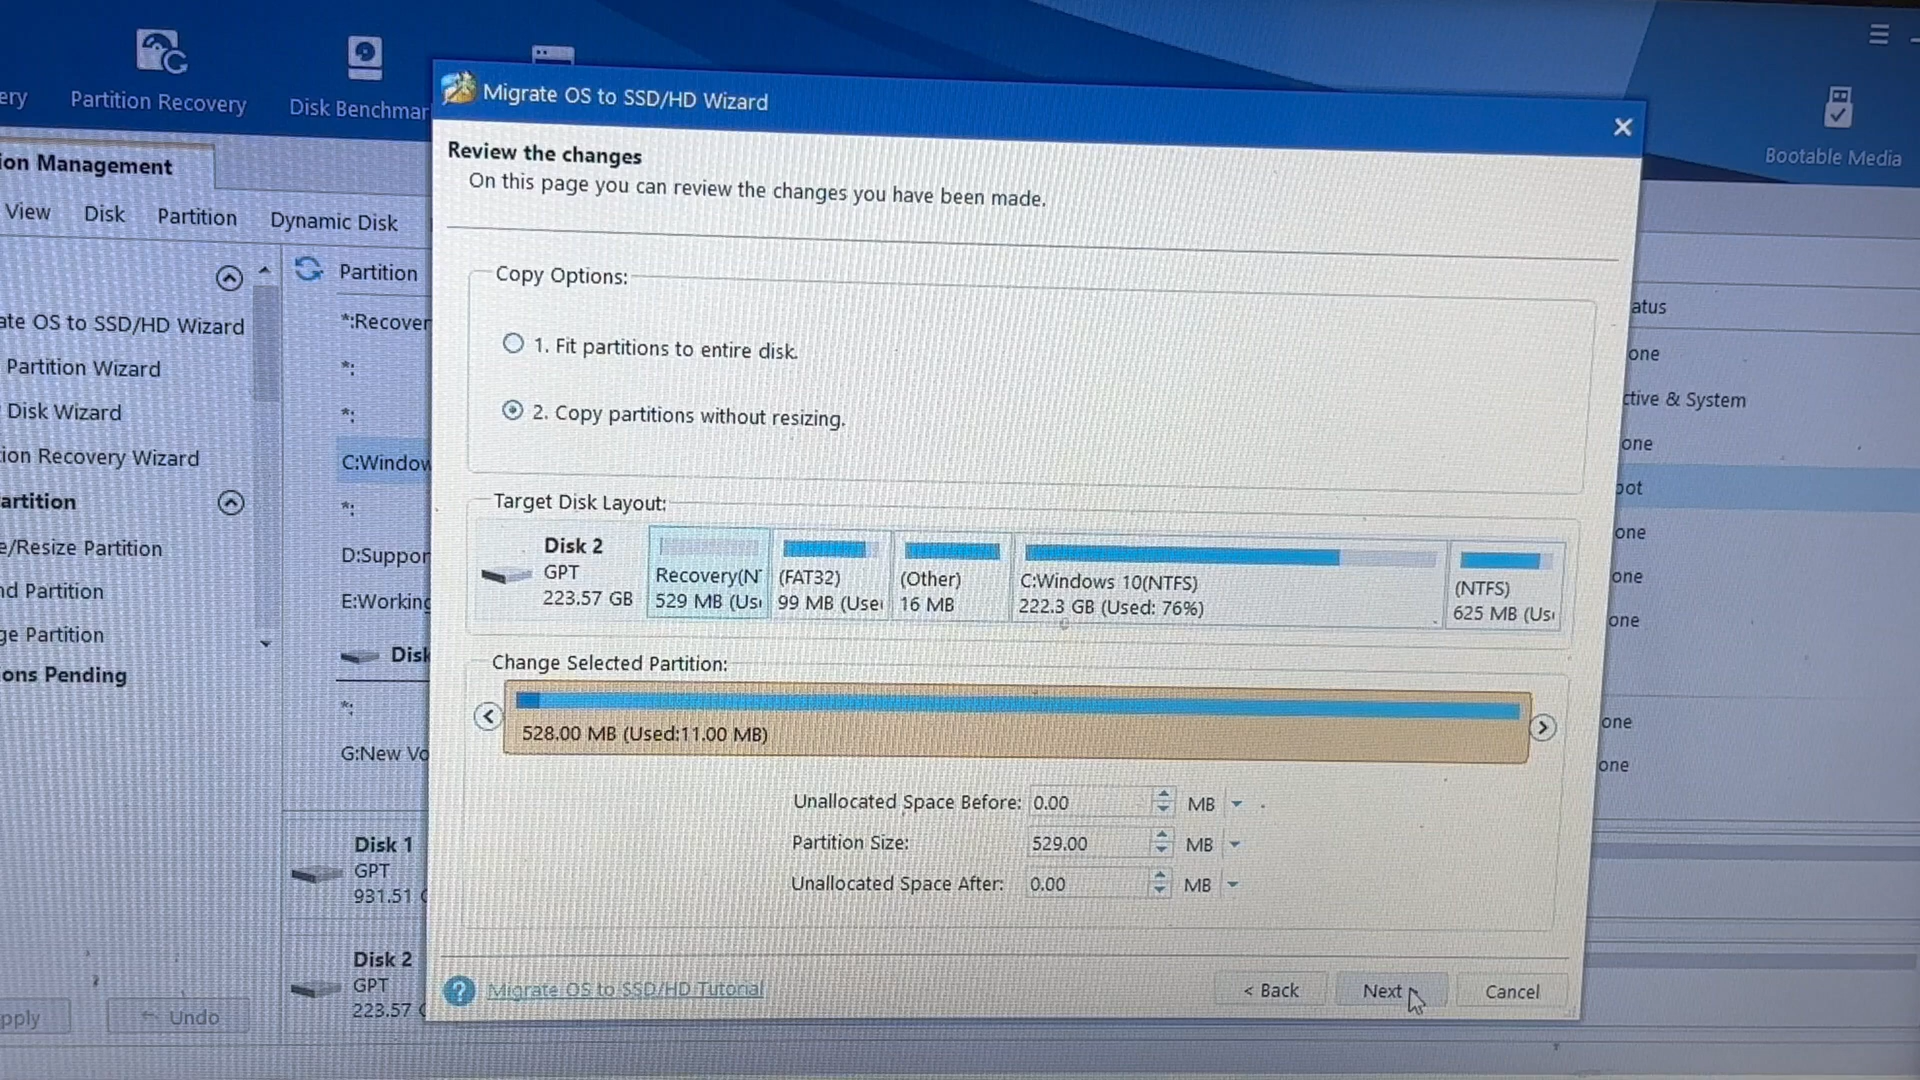 ery
Partition Recovery
Disk Benchmar
Bootable Media
Migrate OS to SSD/HD Wizard
Review the changes
On this page you can review the changes you have been made.
ion Management
View
Disk
Partition
Dynamic Disk
ate OS to SSD/HD Wizard
Partition Wizard
Disk Wizard
ion Recovery Wizard
artition
e/Resize Partition
nd Partition
ge Partition
ons Pending
pply
Undo
Partition
*:Recover
*:
*:
C:Window
*:
D:Suppor
E:Working
Disk
*:
G:New Vo
Disk 1
GPT
931.51
Disk 2
GPT
223.57
Copy Options:
1. Fit partitions to entire disk.
2. Copy partitions without resizing.
Target Disk Layout:
Disk 2
GPT
223.57 GB
Recovery(N
529 MB (Us
(FAT32)
99 MB (Use
(Other)
16 MB
C:Windows 10(NTFS)
222.3 GB (Used: 76%)
(NTFS)
625 MB (Us
Change Selected Partition:
528.00 MB (Used:11.00 MB)
Unallocated Space Before: 0.00 MB
Partition Size: 529.00 MB
Unallocated Space After: 0.00 MB
? Migrate OS to SSD/HD Tutorial
< Back
Next
Cancel
atus
one
ctive & System
one
oot
one
one
one
one
one